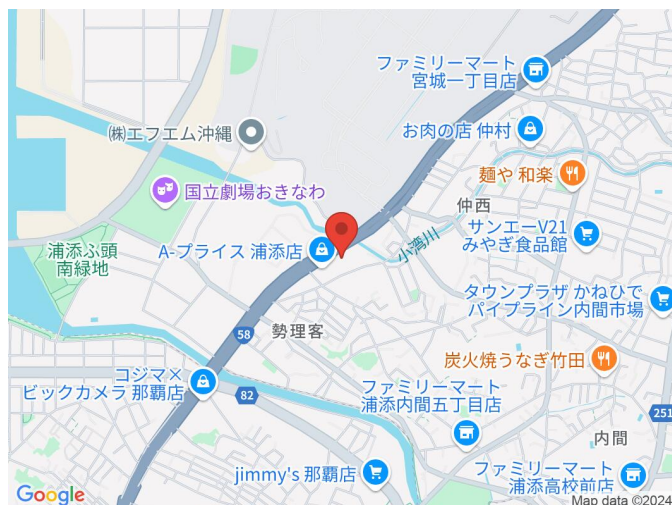 ファミリーマート
宮城一丁目店
(株)エフエム沖縄
お肉の店 仲村
国立劇場おきなわ
麺や 和楽
仲西
小湾川
サンエーV21
みやぎ食品館
浦添ふ頭
南緑地
A-プライス 浦添店
タウンプラザ かねひで
パイプライン内間市場
58
勢理客
炭火焼うなぎ竹田
コジマ×
ビックカメラ 那覇店
82
ファミリーマート
浦添内間五丁目店
251
内間
jimmy's 那覇店
ファミリーマート
浦添高校前店
Google
Map data ©2024